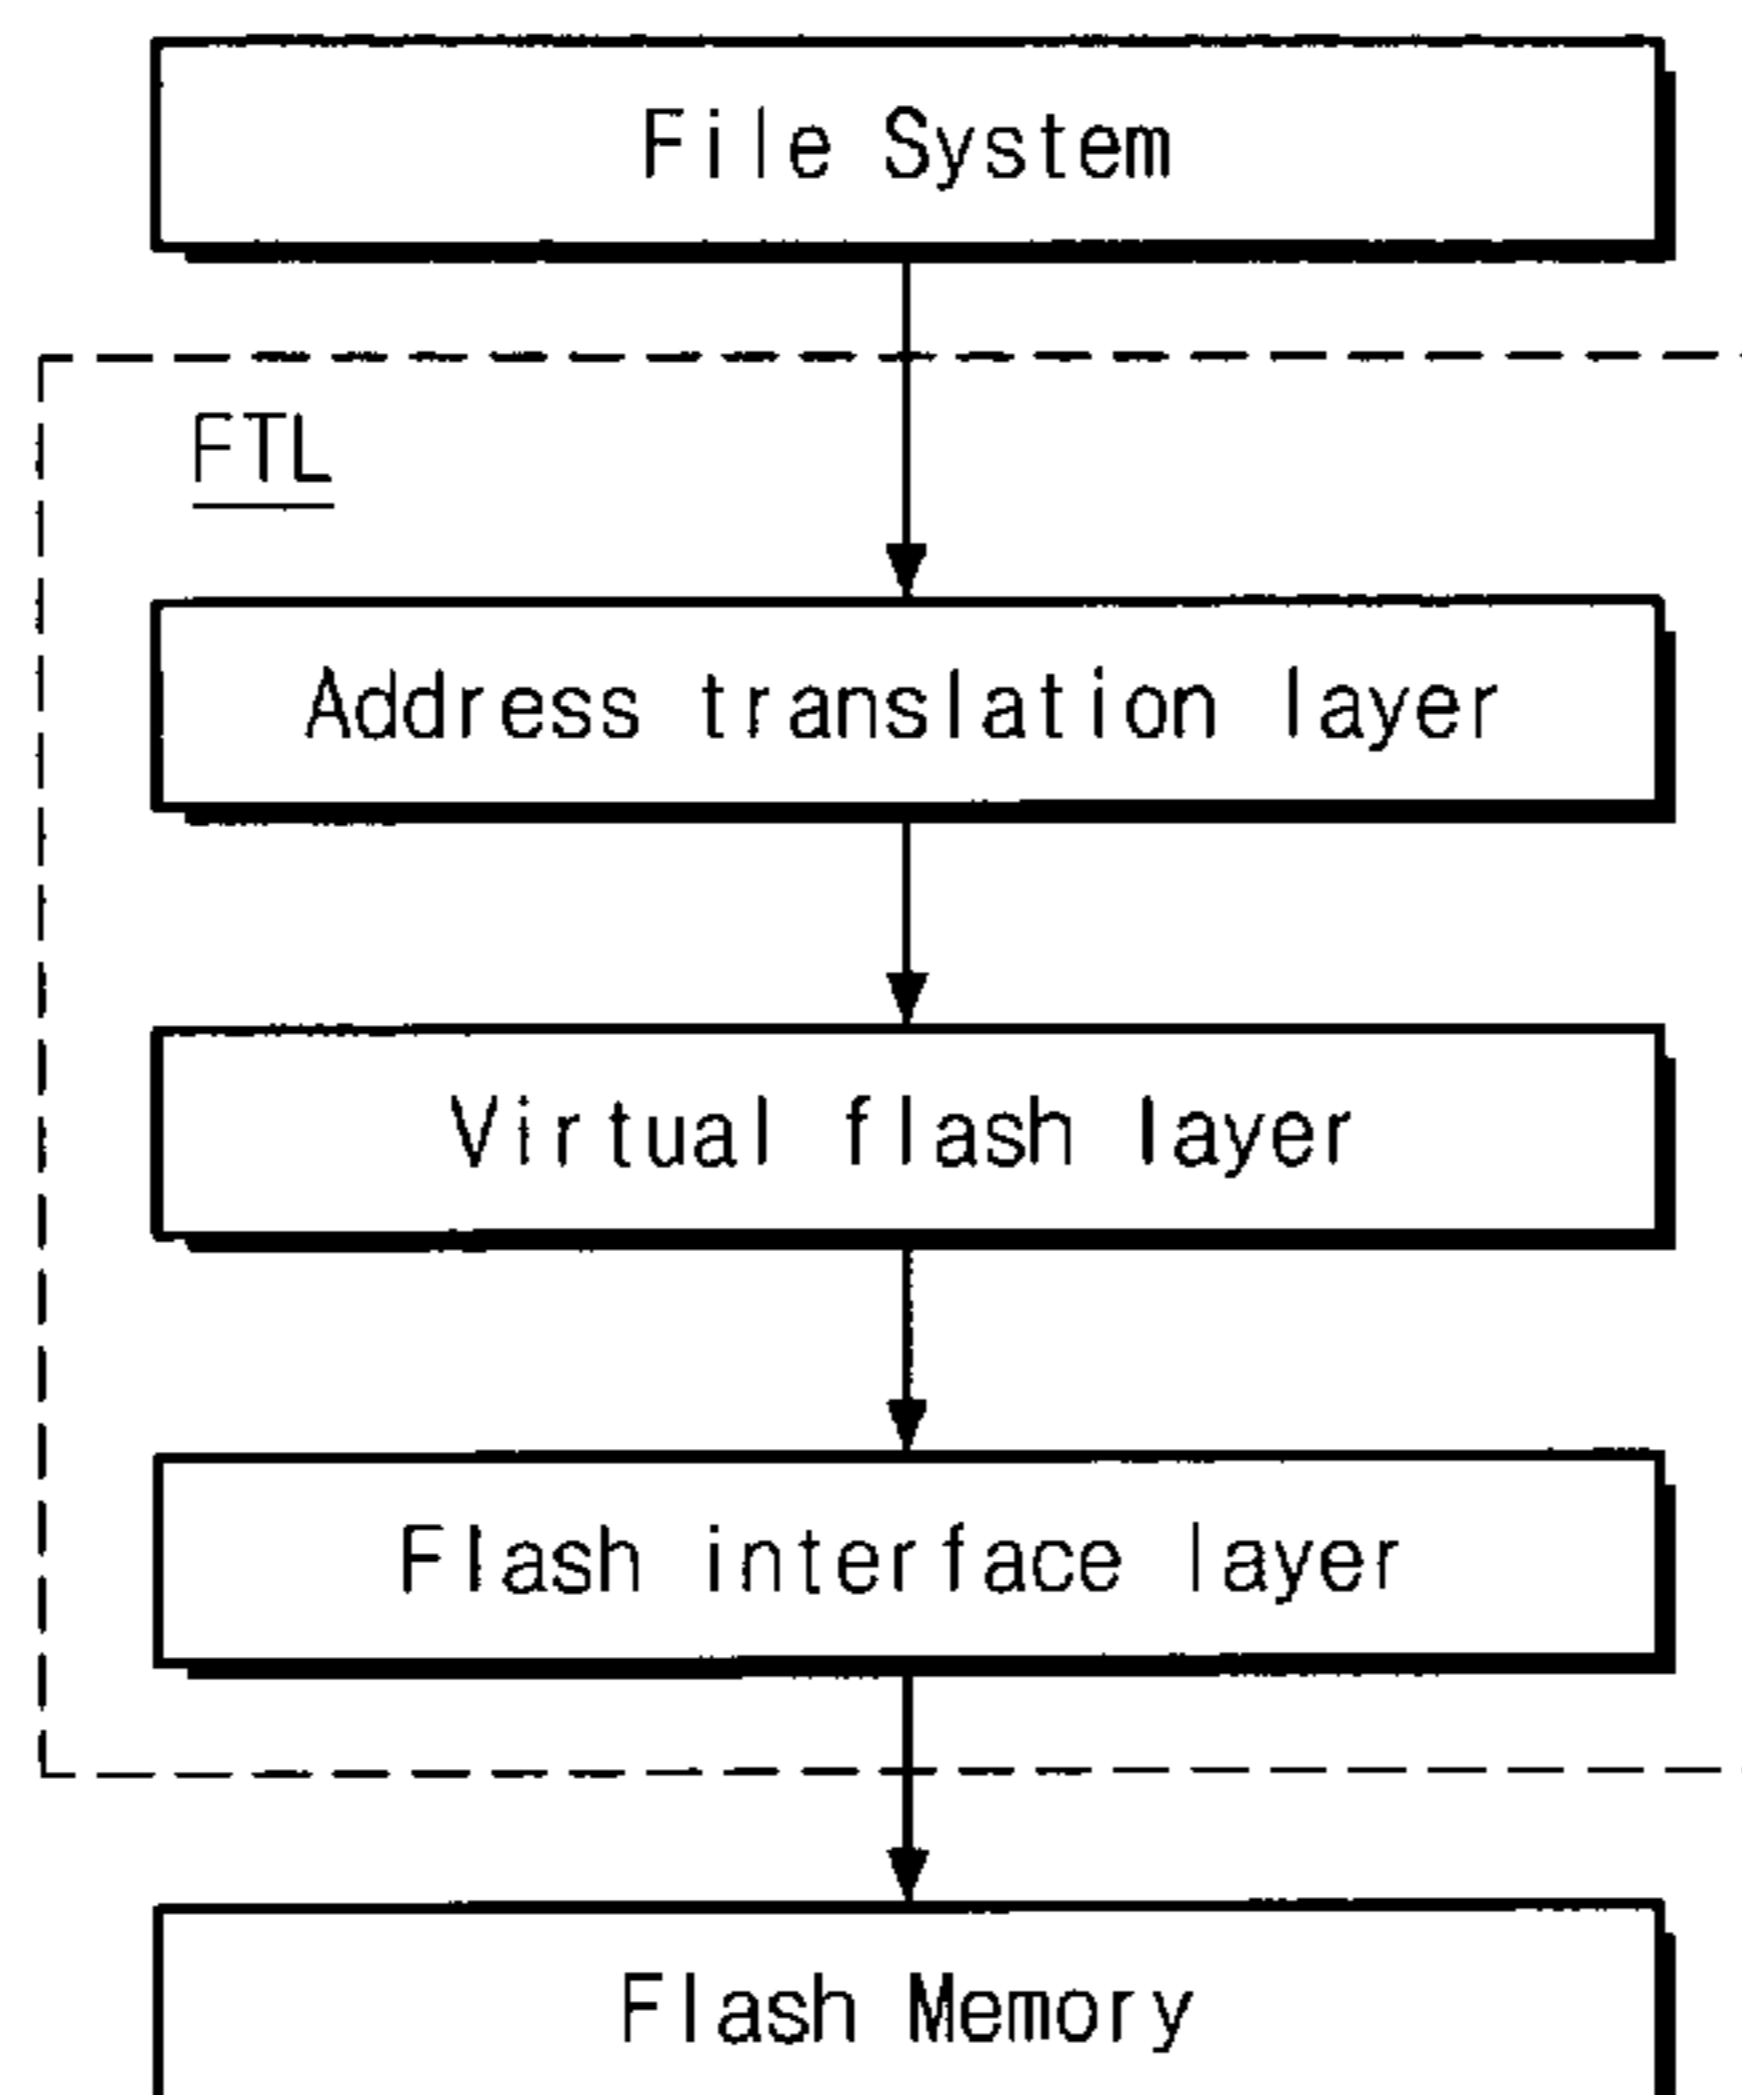 File System
FTL
Address translation layer
Virtual flash layer
Flash interface layer
Flash Memory